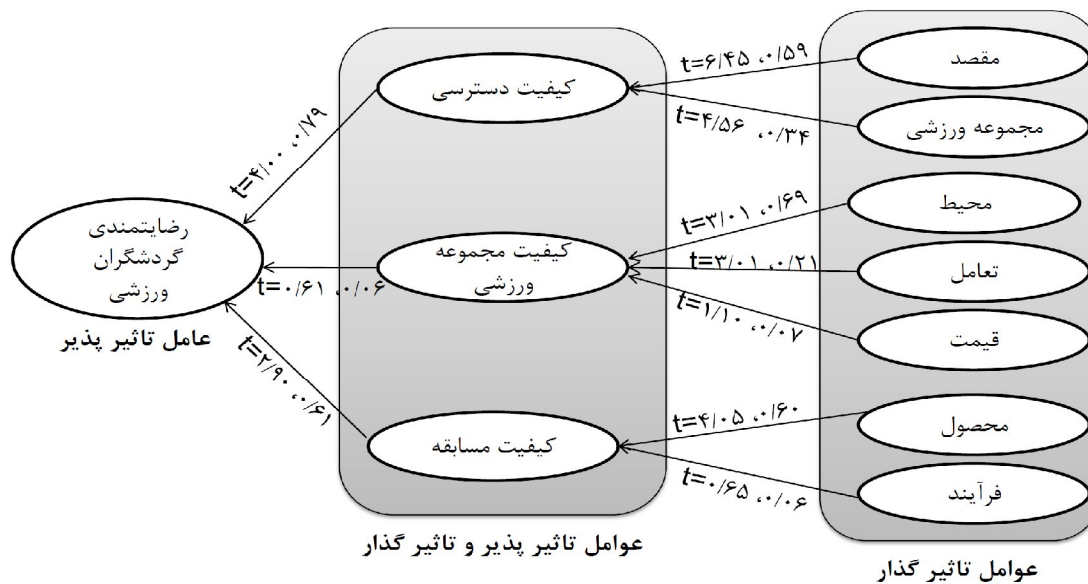 مقصد
t=۶/۴۵ ،۰/۵۹
کیفیت دسترسی
مجموعه ورزشی
t=۴/۵۶ ،۰/۳۴
t=۴/۰۰ ،۰/۷۹
محیط
t=۳/۰۱ ،۰/۶۹
رضایتمندی
گردشگران
ورزشی
کیفیت مجموعه
ورزشی
تعامل
t=۳/۰۱ ،۰/۲۱
t=۰/۶۱ ،۰/۰۶
عامل تاثیر پذیر
قیمت
t=۱/۱۰ ،۰/۰۷
t=۲/۹۰ ،۰/۶۱
محصول
t=۴/۰۵ ،۰/۶۰
کیفیت مسابقه
فرآیند
t=۰/۶۵ ،۰/۰۶
عوامل تاثیر پذیر و تاثیر گذار
عوامل تاثیر گذار